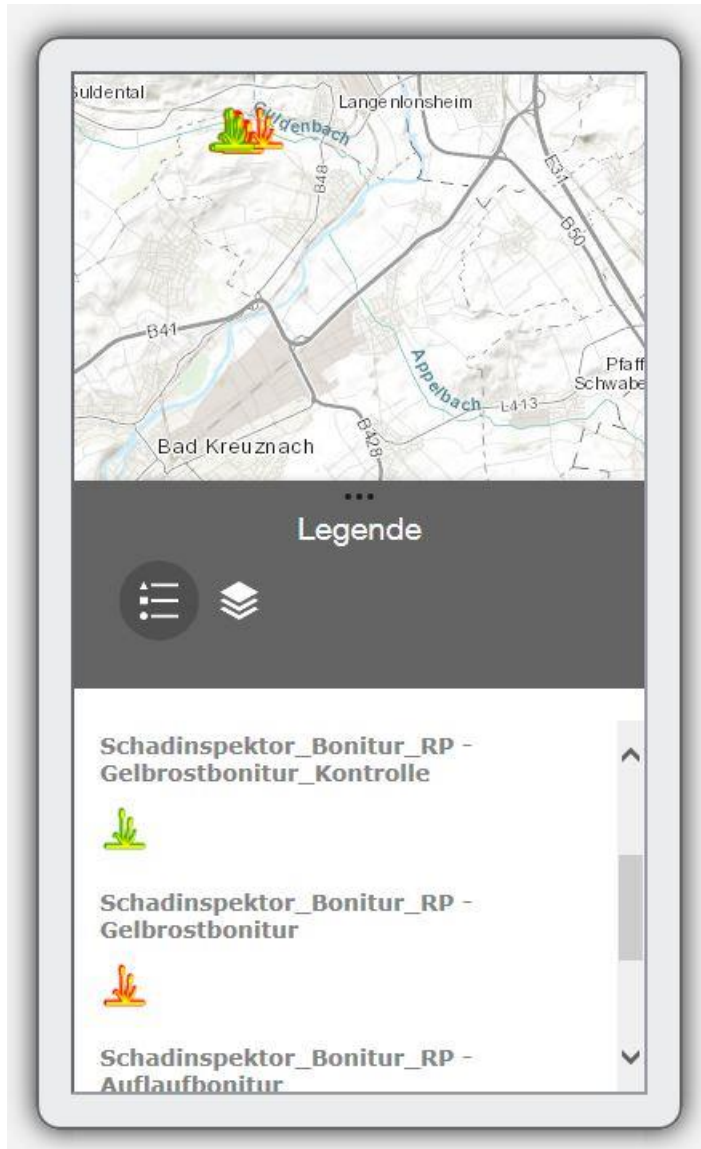 uldental
Langenlonsheim
Guldenbach
B48
E31
B50
B41
Appelbach
Pfaff
Schwabe
L413
Bad Kreuznach
B428
Legende
Schadinspektor_Bonitur_RP -
Gelbrostbonitur_Kontrolle
Schadinspektor_Bonitur_RP -
Gelbrostbonitur
Schadinspektor_Bonitur_RP -
Auflaufbonitur